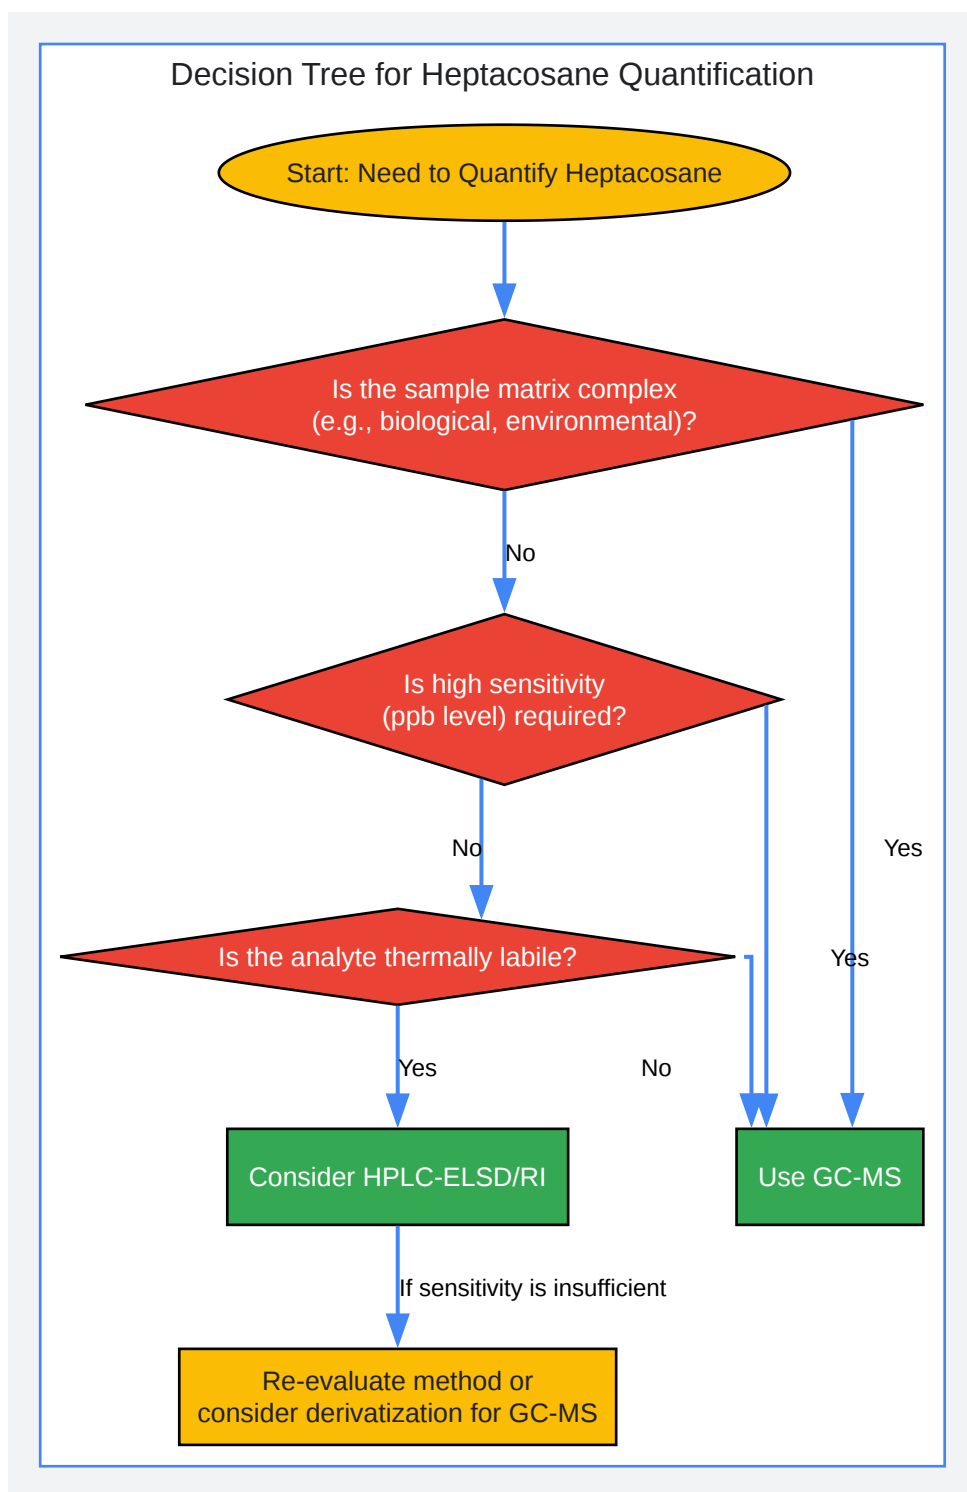 Decision Tree for Heptacosane Quantification
Start: Need to Quantify Heptacosane
Is the sample matrix complex
(e.g., biological, environmental)?
No
Is high sensitivity
(ppb level) required?
No
Yes
Is the analyte thermally labile?
Yes
Yes
No
Consider HPLC-ELSD/RI
Use GC-MS
If sensitivity is insufficient
Re-evaluate method or
consider derivatization for GC-MS